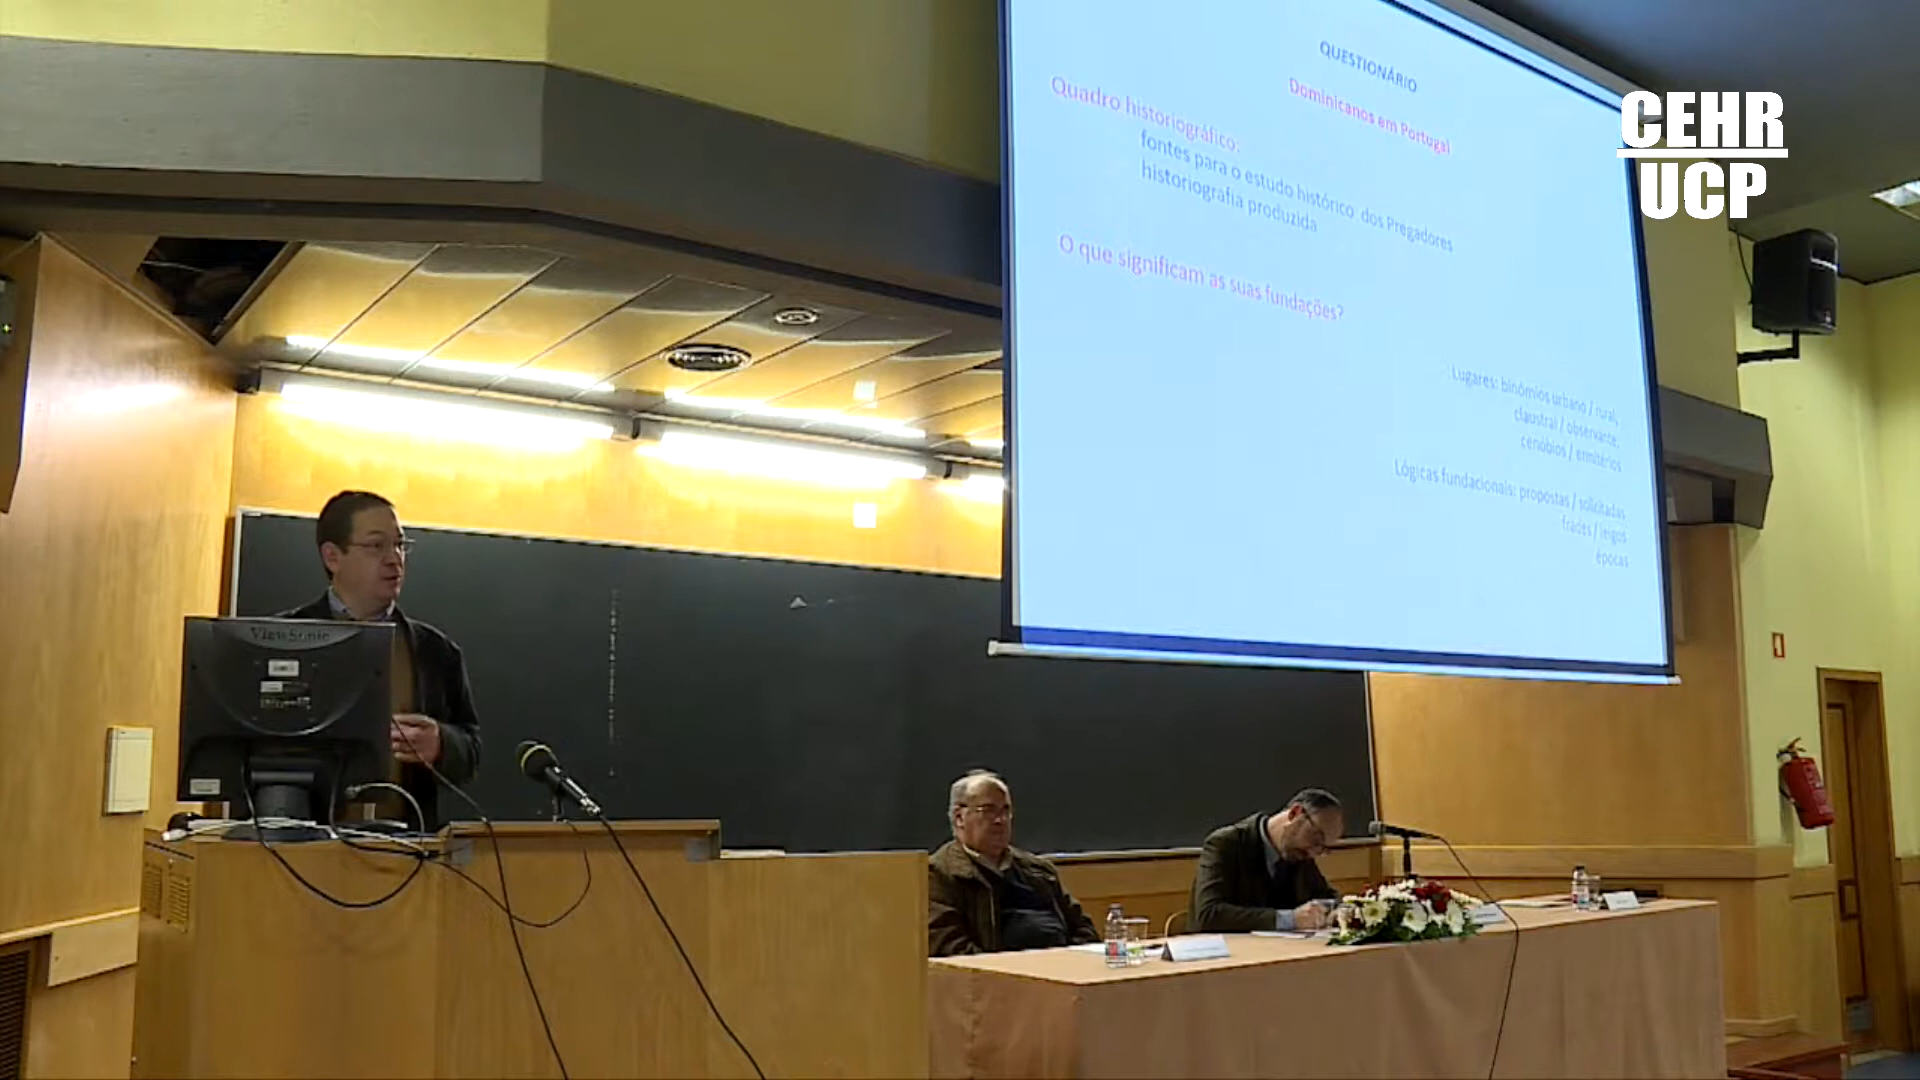 QUESTIONÁRIO
Dominicanos em Portugal
Quadro historiográfico:
fontes para o estudo histórico dos Pregadores
historiografia produzida
O que significam as suas fundações?
Lugares: binómios urbano / rural,
claustral / observante,
cenóbios / ermitérios
Lógicas fundacionais: propostas / solicitadas
frades / leigos
épocas
CEHR
UCP
ViewSonic